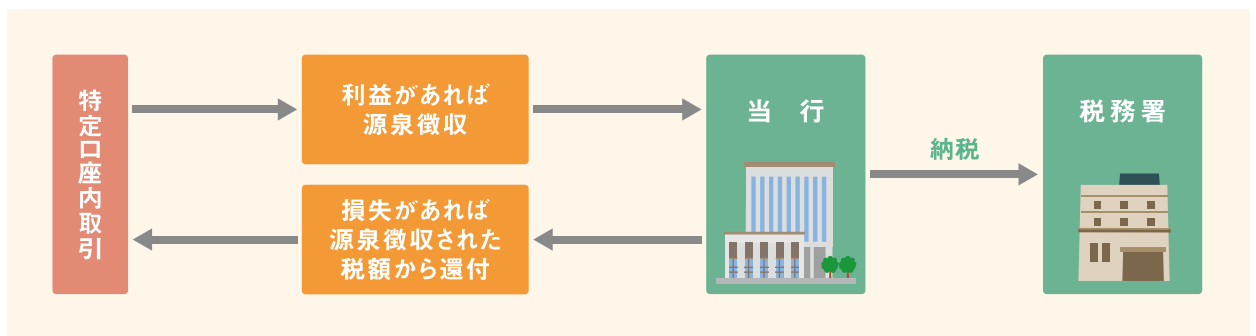 特定口座内取引
利益があれば
源泉徴収
損失があれば
源泉徴収された
税額から還付
当 行
納税
税務署